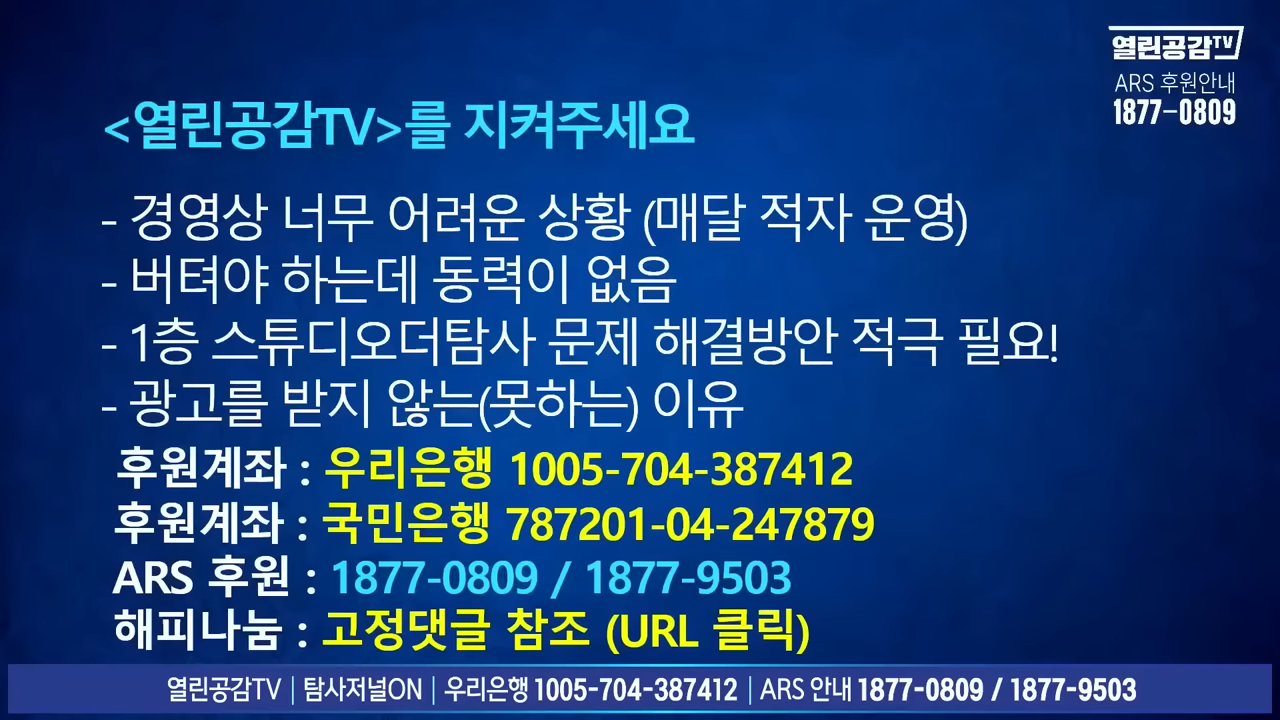 열린공감TV
ARS 후원안내
1877-0809
<열린공감TV>를 지켜주세요
- 경영상 너무 어려운 상황 (매달 적자 운영)
- 버텨야 하는데 동력이 없음
- 1층 스튜디오더탐사 문제 해결방안 적극 필요!
- 광고를 받지 않는(못하는) 이유
후원계좌 : 우리은행 1005-704-387412
후원계좌 : 국민은행 787201-04-247879
ARS 후원 : 1877-0809 / 1877-9503
해피나눔 : 고정댓글 참조 (URL 클릭)
열린공감TV | 탐사저널ON | 우리은행 1005-704-387412 | ARS 안내 1877-0809 / 1877-9503